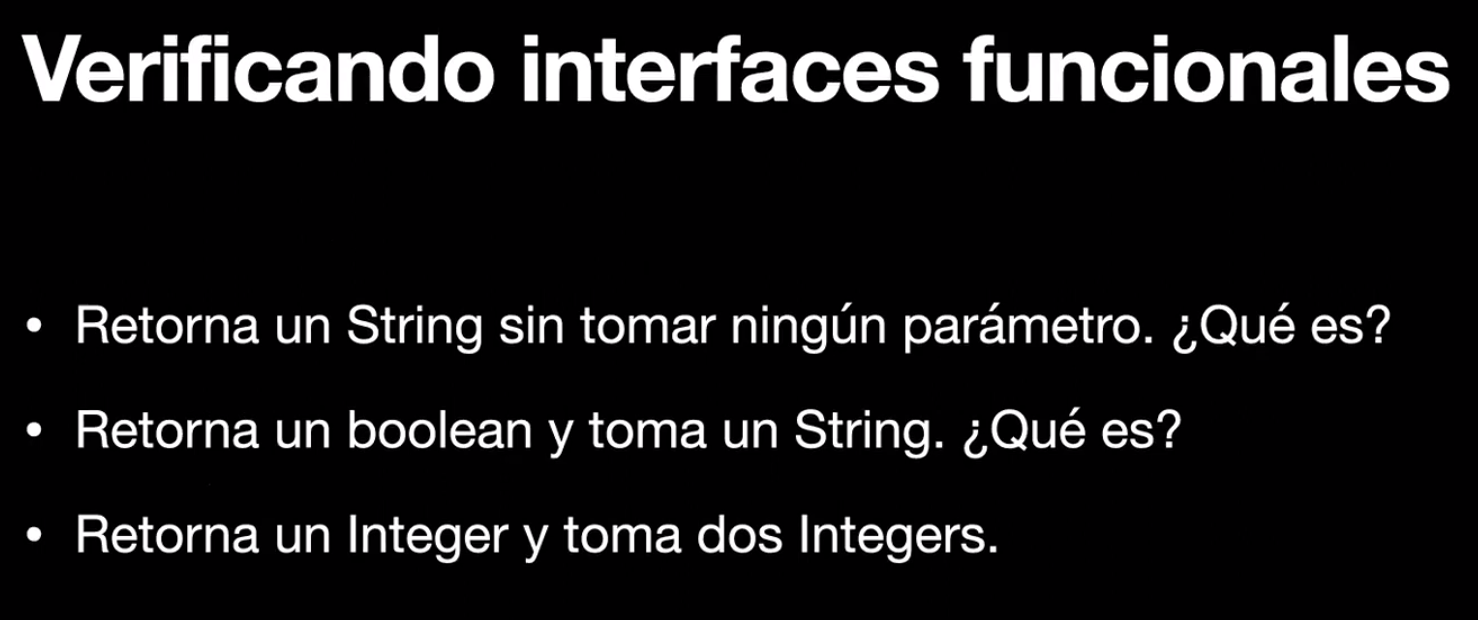 Verificando interfaces funcionales
• Retorna un String sin tomar ningún parámetro. ¿Qué es?
• Retorna un boolean y toma un String. ¿Qué es?
• Retorna un Integer y toma dos Integers.